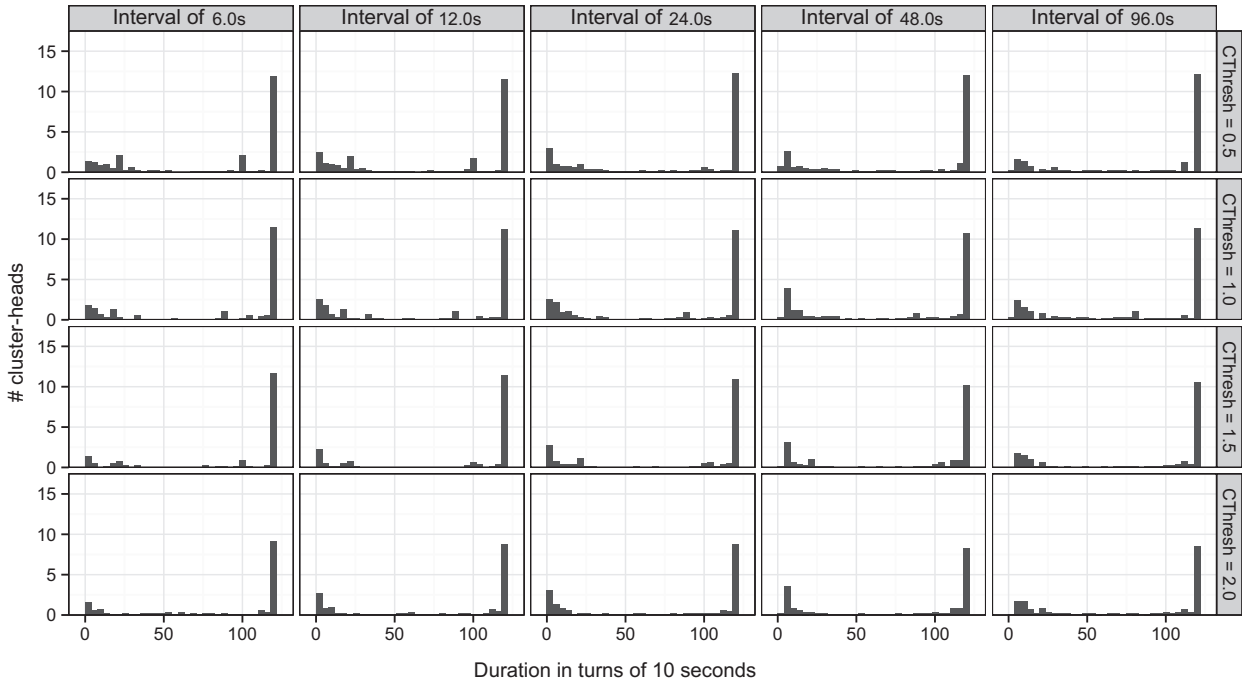 Interval of 6.0s
Interval of 12.0s
Interval of 24.0s
Interval of 48.0s
Interval of 96.0s
15
10
5
0
CThresh = 0.5
15
10
5
0
CThresh = 1.0
15
10
5
0
CThresh = 1.5
15
10
5
0
CThresh = 2.0
# cluster-heads
0 50 100
0 50 100
0 50 100
0 50 100
0 50 100
Duration in turns of 10 seconds